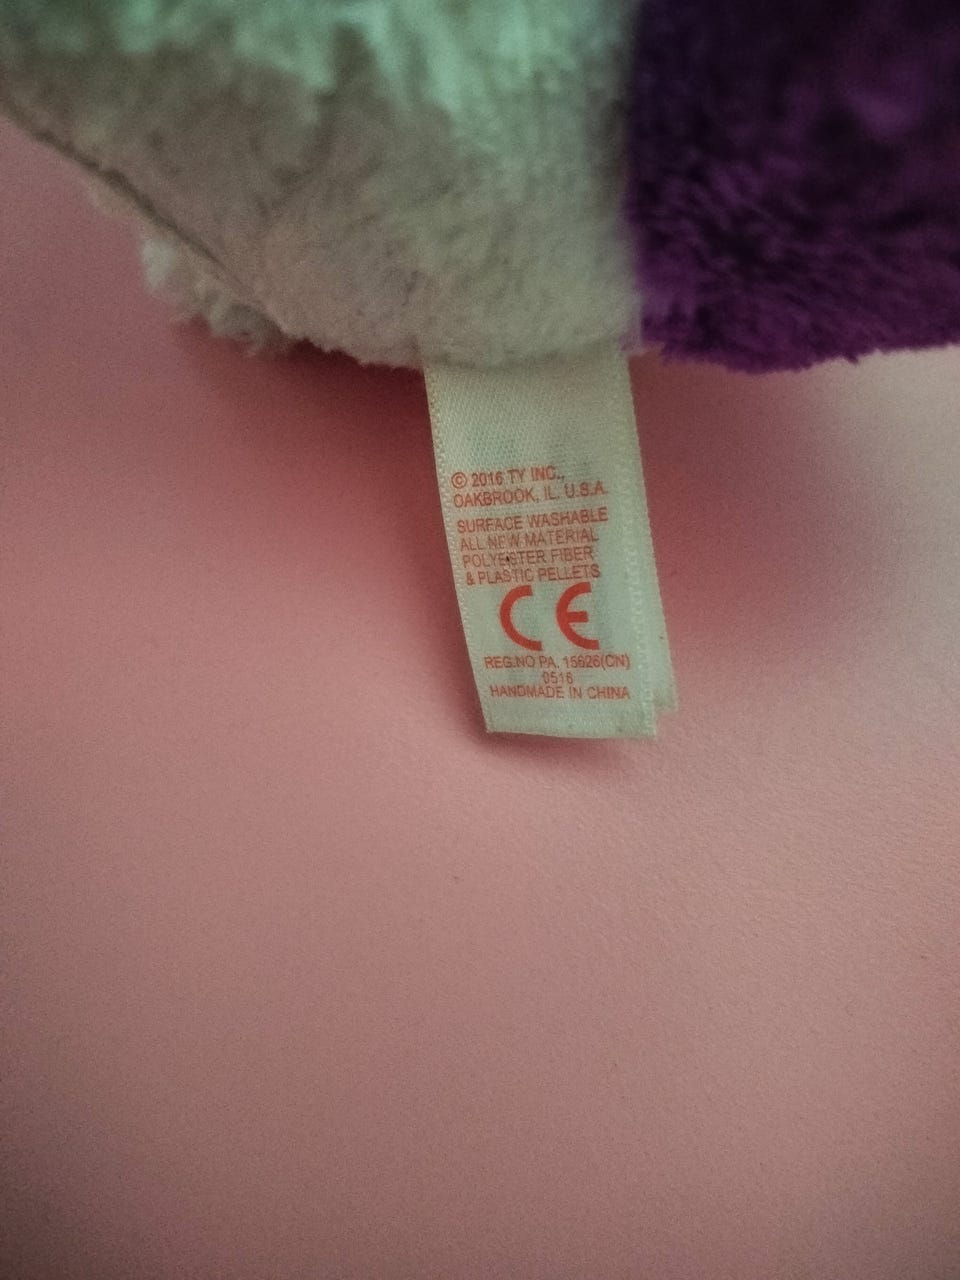 © 2016 TY INC.,
OAKBROOK, IL, U.S.A.
SURFACE WASHABLE
ALL NEW MATERIAL
POLYESTER FIBER
& PLASTIC PELLETS
CE
REG.NO PA. 15626(CN)
0516
HANDMADE IN CHINA